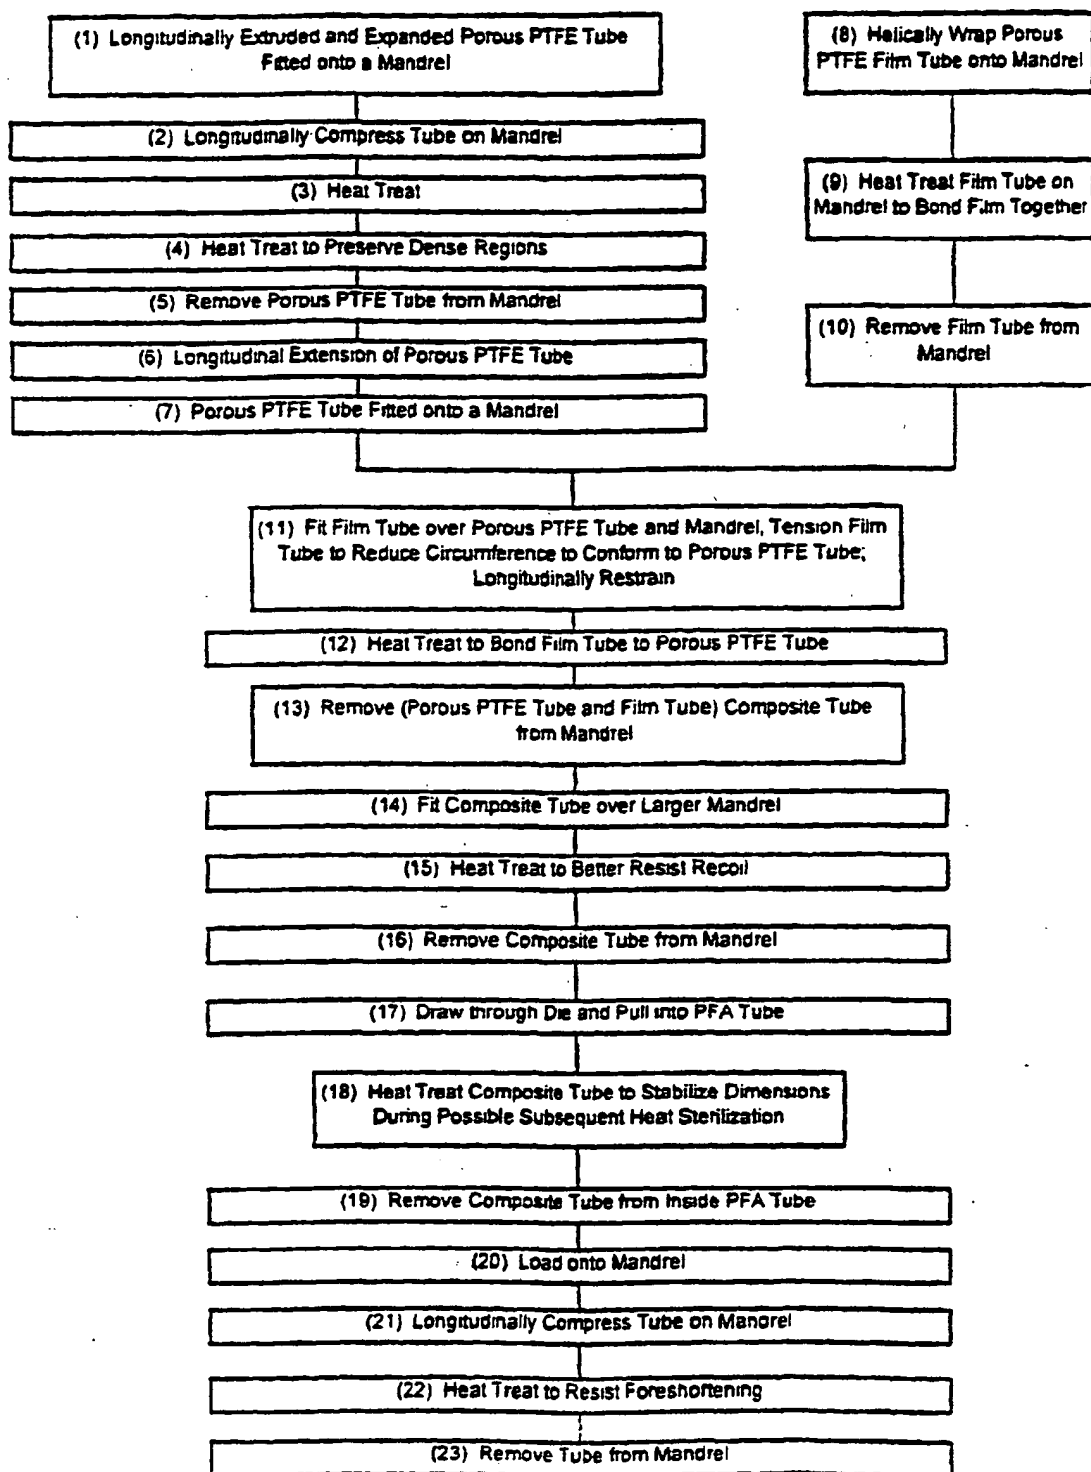 (1) Longitudinally Extruded and Expanded Porous PTFE Tube
Fitted onto a Mandrel
(2) Longitudinally Compress Tube on Mandrel
(3) Heat Treat
(4) Heat Treat to Preserve Dense Regions
(5) Remove Porous PTFE Tube from Mandrel
(6) Longitudinal Extension of Porous PTFE Tube
(7) Porous PTFE Tube Fitted onto a Mandrel
(8) Helically Wrap Porous
PTFE Film Tube onto Mandrel
(9) Heat Treat Film Tube on
Mandrel to Bond Film Together
(10) Remove Film Tube from
Mandrel
(11) Fit Film Tube over Porous PTFE Tube and Mandrel, Tension Film
Tube to Reduce Circumference to Conform to Porous PTFE Tube;
Longitudinally Restrain
(12) Heat Treat to Bond Film Tube to Porous PTFE Tube
(13) Remove (Porous PTFE Tube and Film Tube) Composite Tube
from Mandrel
(14) Fit Composite Tube over Larger Mandrel
(15) Heat Treat to Better Resist Recoil
(16) Remove Composite Tube from Mandrel
(17) Draw through Die and Pull into PFA Tube
(18) Heat Treat Composite Tube to Stabilize Dimensions
During Possible Subsequent Heat Sterilization
(19) Remove Composite Tube from Inside PFA Tube
(20) Load onto Mandrel
(21) Longitudinally Compress Tube on Mandrel
(22) Heat Treat to Resist Foreshortening
(23) Remove Tube from Mandrel